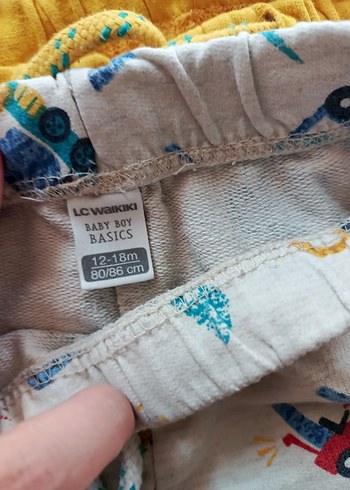 LC WAIKIKI
BABY BOY
BASICS
12-18m
80/86 cm